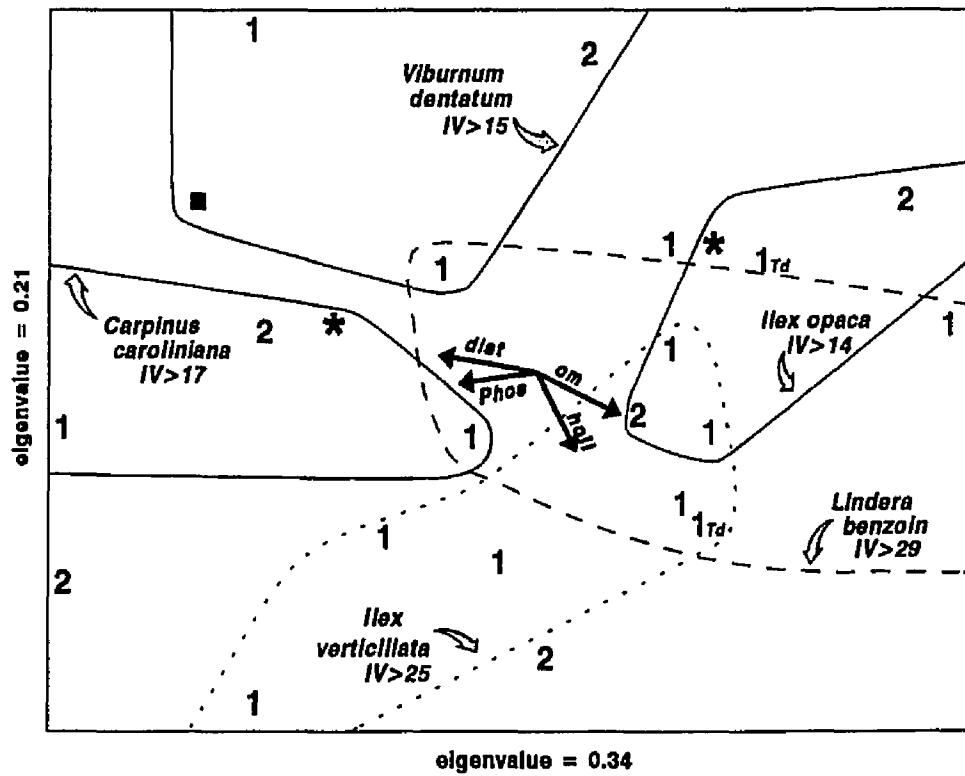 1
2
Viburnum
dentatum
IV>15
2
1
*
1
1Td
1
Carpinus
caroliniana
IV>17
2
*
Ilex opaca
IV>14
1
dist
Phos
om
holl
1
2
1
1
1
1
1Td
Lindera
benzoin
IV>29
1
1
2
Ilex
verticillata
IV>25
2
1
eigenvalue = 0.21
eigenvalue = 0.34